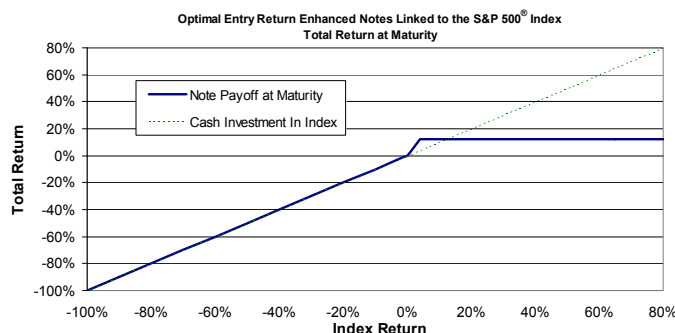 Optimal Entry Return Enhanced Notes Linked to the S&P 500® Index
Total Return at Maturity
80%
60%
40%
20%
0%
-20%
-40%
-60%
-80%
-100%
Total Return
Note Payoff at Maturity
Cash Investment In Index
-100% -80% -60% -40% -20% 0% 20% 40% 60% 80%
Index Return